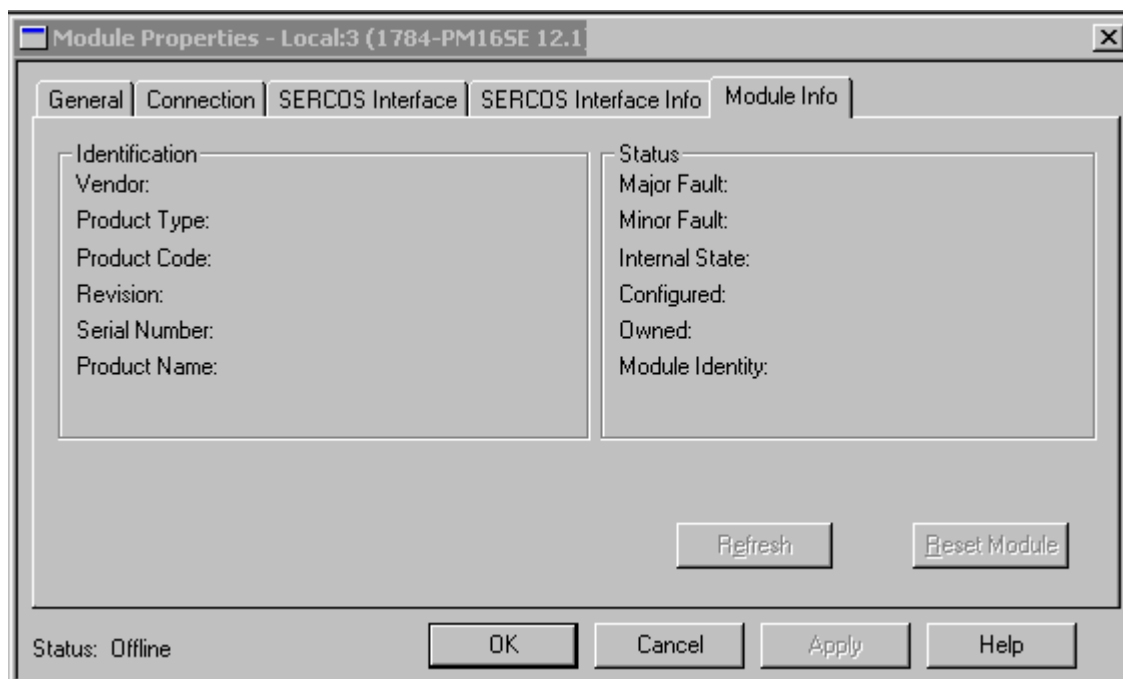 Module Properties - Local:3 (1784-PM16SE 12.1)
General Connection SERCOS Interface SERCOS Interface Info Module Info
Identification
Vendor:
Product Type:
Product Code:
Revision:
Serial Number:
Product Name:
Status
Major Fault:
Minor Fault:
Internal State:
Configured:
Owned:
Module Identity:
Refresh Reset Module
Status: Offline OK Cancel Apply Help